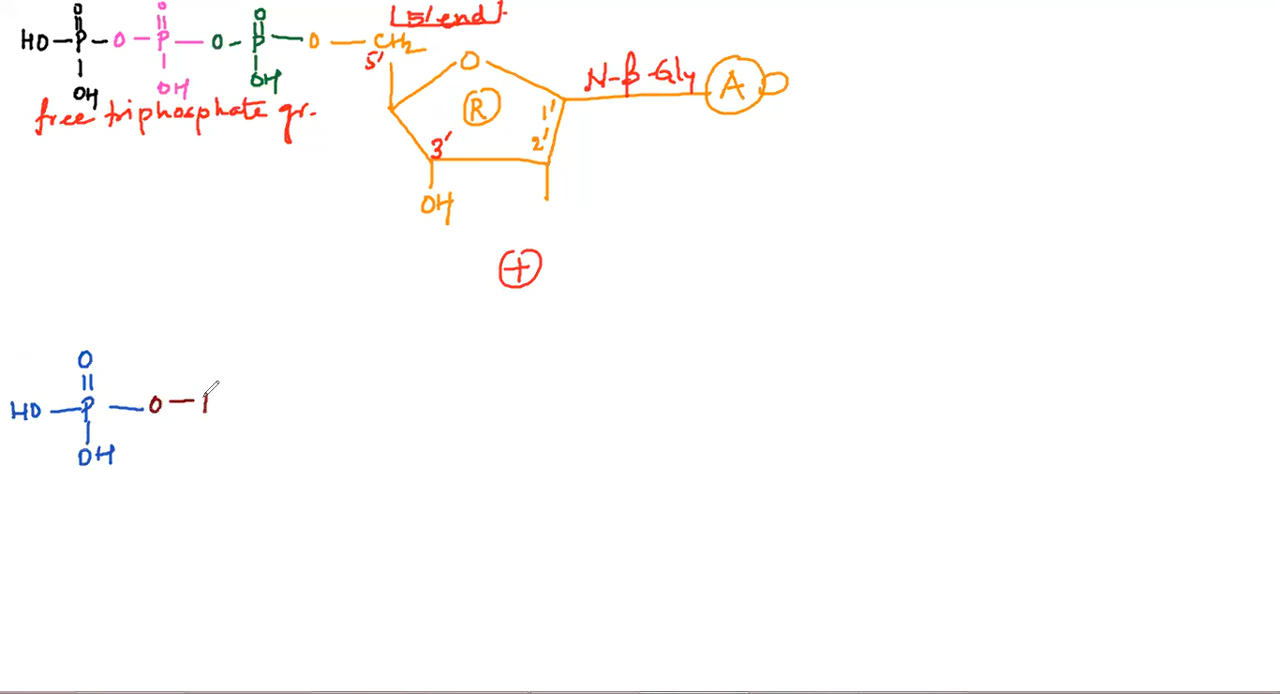 O O O [5' end].
HO–P–O–P–O–P–O–CH2
OH OH OH 5' O N-β-Gly A
free triphosphate gr. R 1'
3' 2'
OH
+
O
HO–P–O–
OH